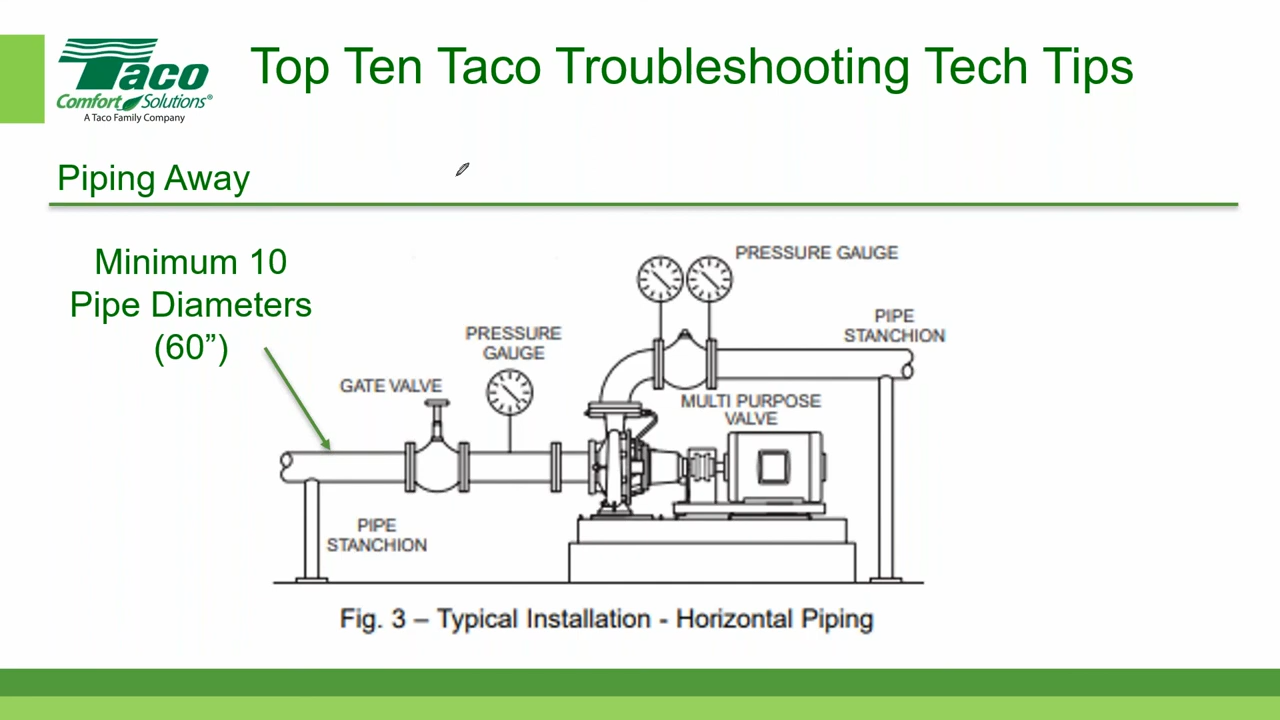 Taco
Comfort Solutions®
A Taco Family Company
Top Ten Taco Troubleshooting Tech Tips
Piping Away
Minimum 10
Pipe Diameters
(60”)
PRESSURE GAUGE
PIPE
STANCHION
PRESSURE
GAUGE
GATE VALVE
MULTI PURPOSE
VALVE
PIPE
STANCHION
Fig. 3 – Typical Installation - Horizontal Piping